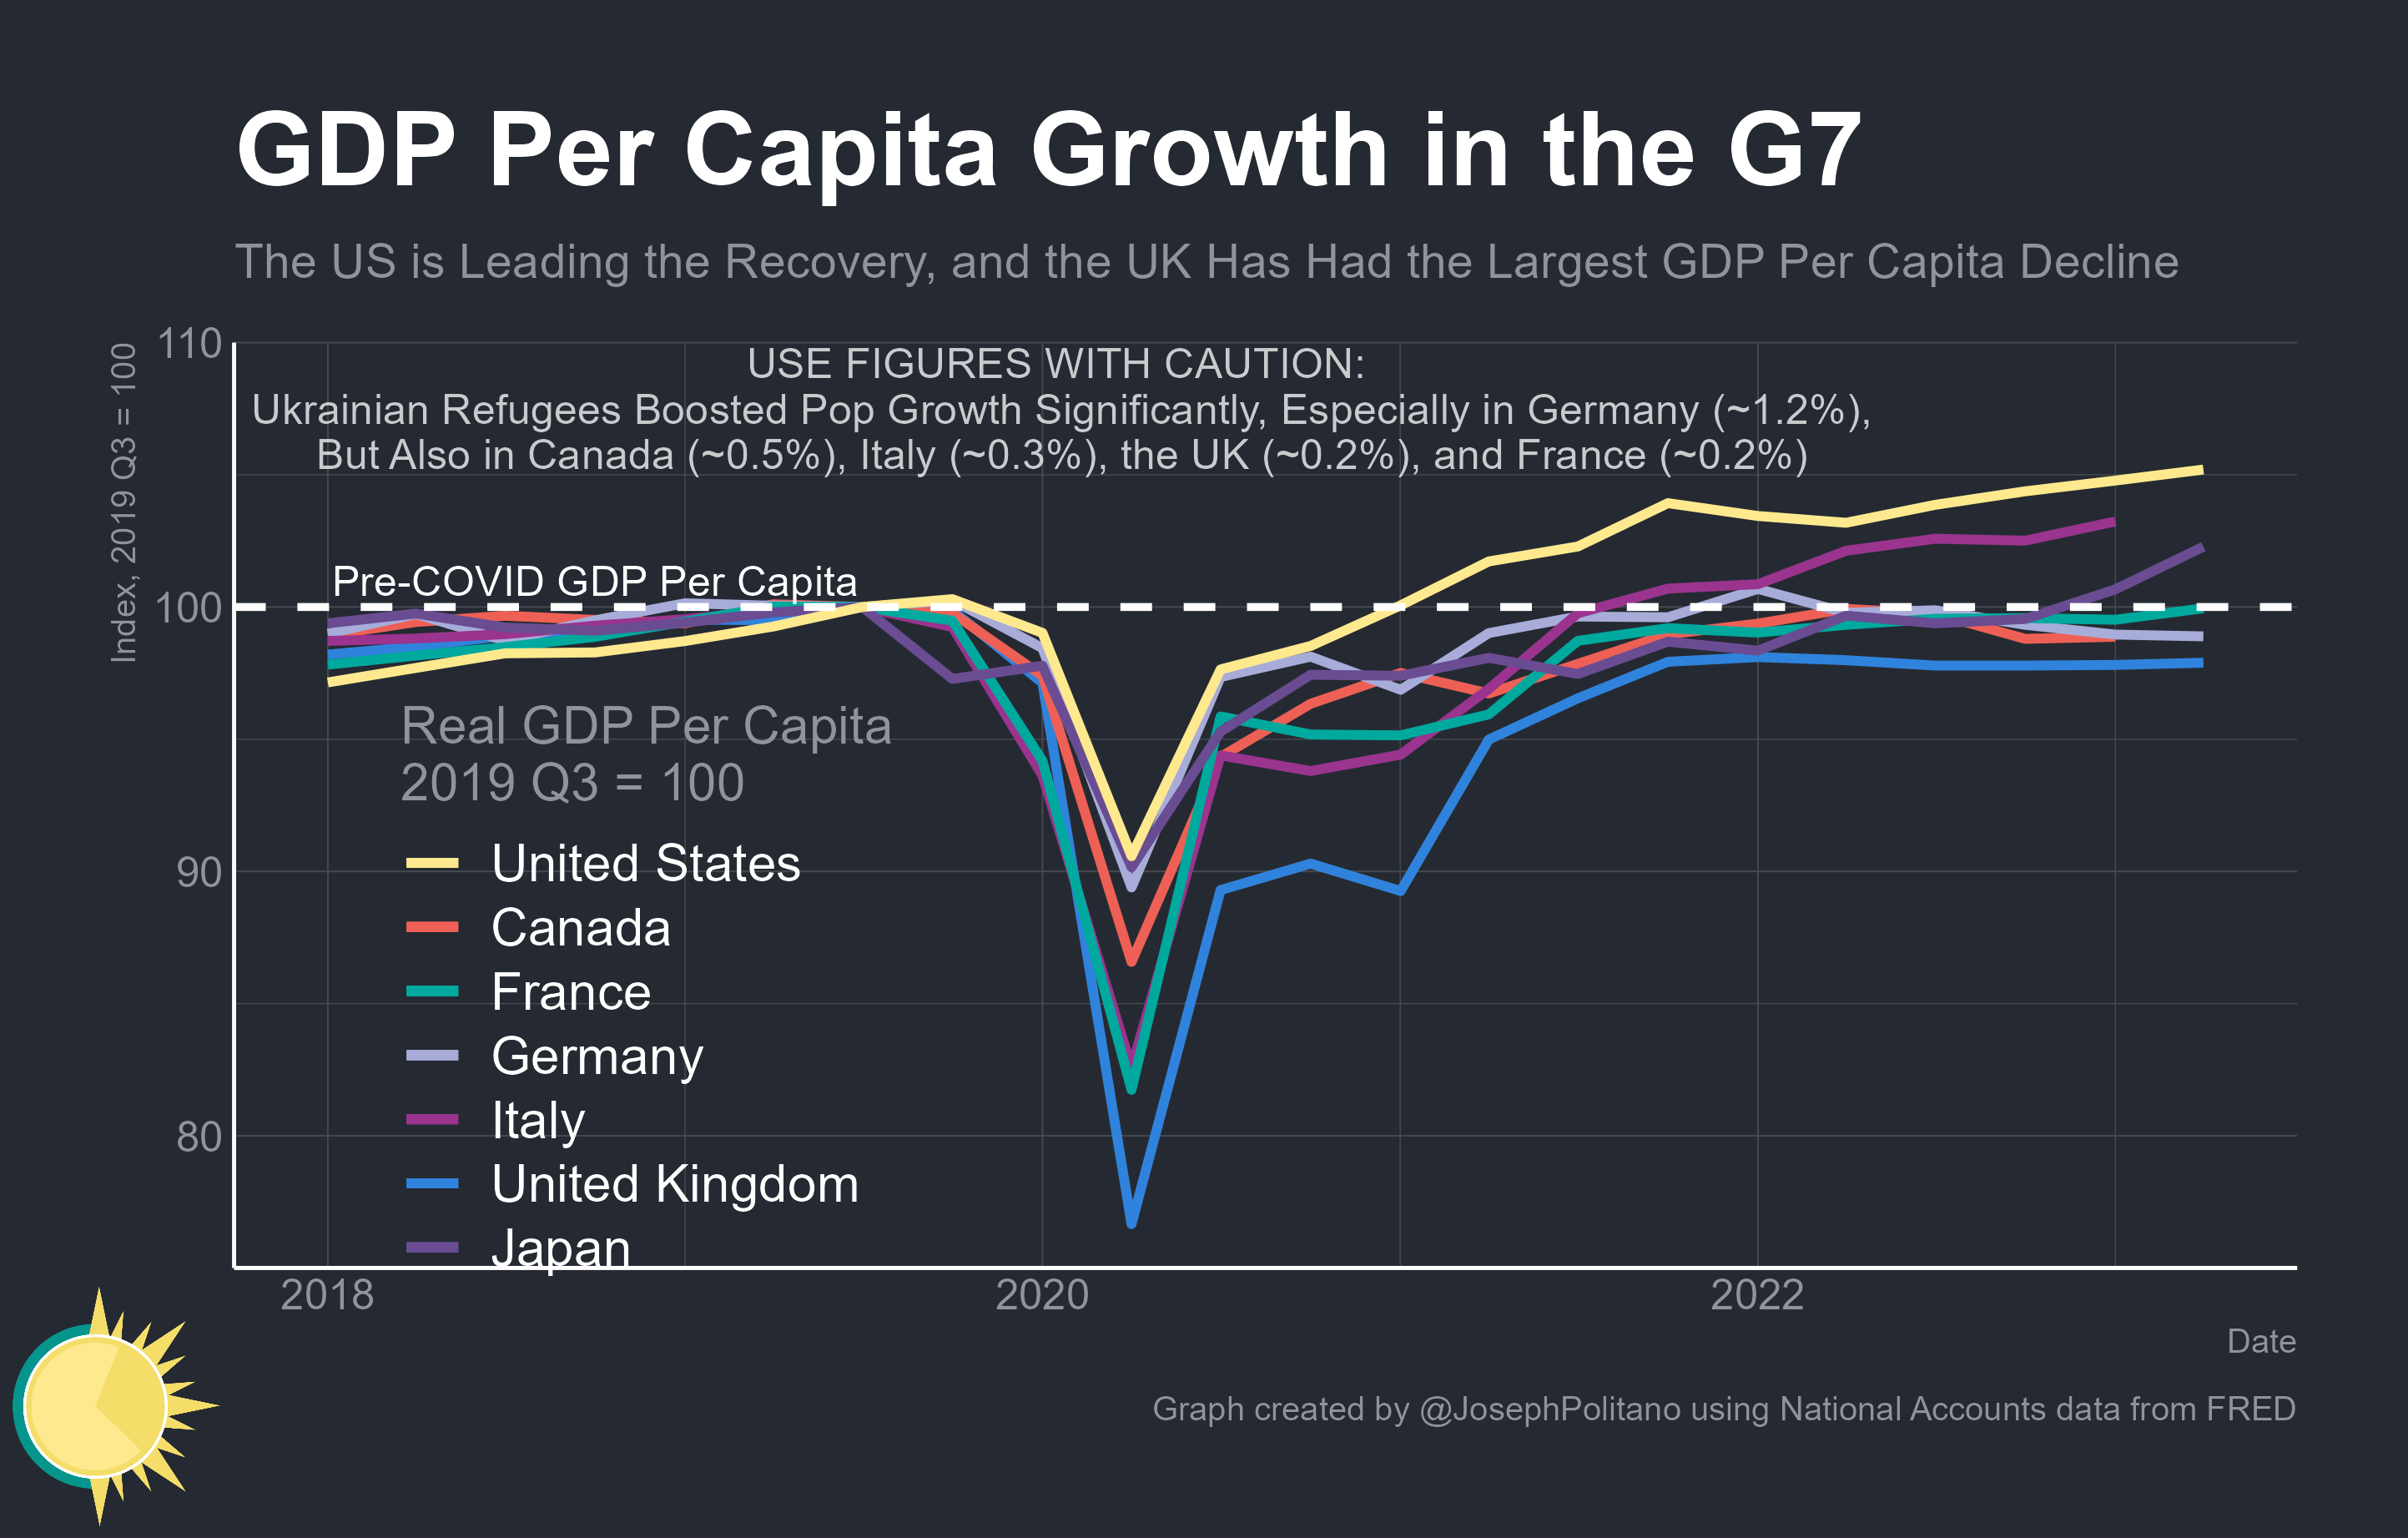 GDP Per Capita Growth in the G7
The US is Leading the Recovery, and the UK Has Had the Largest GDP Per Capita Decline
Index, 2019 Q3 = 100
110
100
90
80
USE FIGURES WITH CAUTION:
Ukrainian Refugees Boosted Pop Growth Significantly, Especially in Germany (~1.2%),
But Also in Canada (~0.5%), Italy (~0.3%), the UK (~0.2%), and France (~0.2%)
Pre-COVID GDP Per Capita
Real GDP Per Capita
2019 Q3 = 100
United States
Canada
France
Germany
Italy
United Kingdom
Japan
2018
2020
2022
Date
Graph created by @JosephPolitano using National Accounts data from FRED